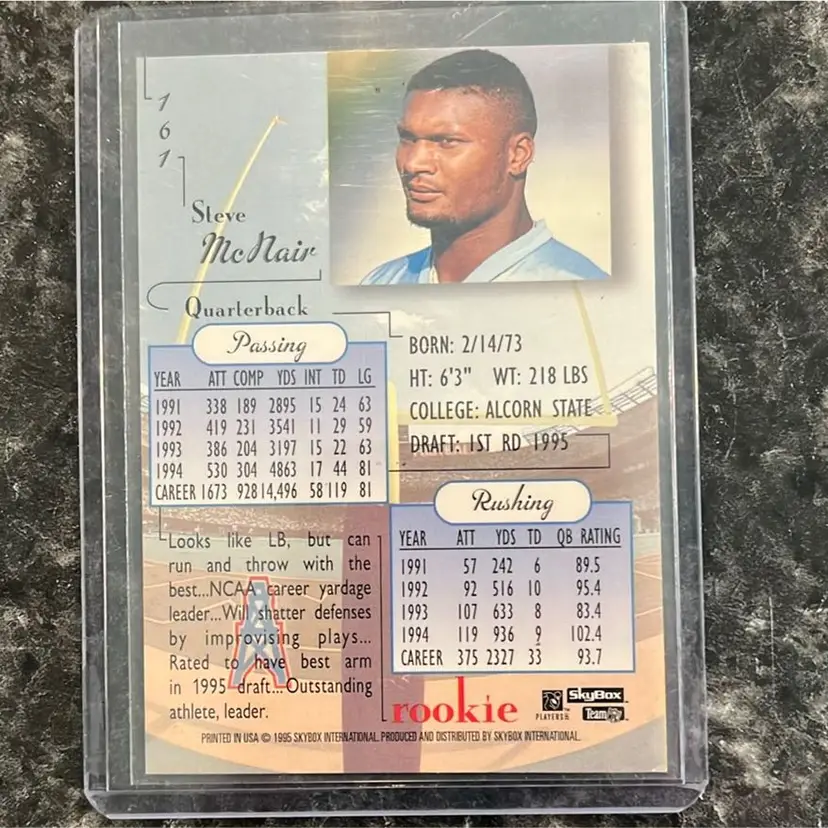 161
Steve
McNair
Quarterback
Passing
YEAR ATT COMP YDS INT TD LG
1991 338 189 2895 15 24 63
1992 419 231 3541 11 29 59
1993 386 204 3197 15 22 63
1994 530 304 4863 17 44 81
CAREER 1673 928 14,496 58 119 81
BORN: 2/14/73
HT: 6'3" WT: 218 LBS
COLLEGE: ALCORN STATE
DRAFT: 1ST RD 1995
Rushing
YEAR ATT YDS TD QB RATING
1991 57 242 6 89.5
1992 92 516 10 95.4
1993 107 633 8 83.4
1994 119 936 9 102.4
CAREER 375 2327 33 93.7
Looks like LB, but can
run and throw with the
best...NCAA career yardage
leader...Will shatter defenses
by improvising plays...
Rated to have best arm
in 1995 draft...Outstanding
athlete, leader.
rookie
PLAYERS
SkyBox
Team NFL
PRINTED IN USA © 1995 SKYBOX INTERNATIONAL. PRODUCED AND DISTRIBUTED BY SKYBOX INTERNATIONAL.